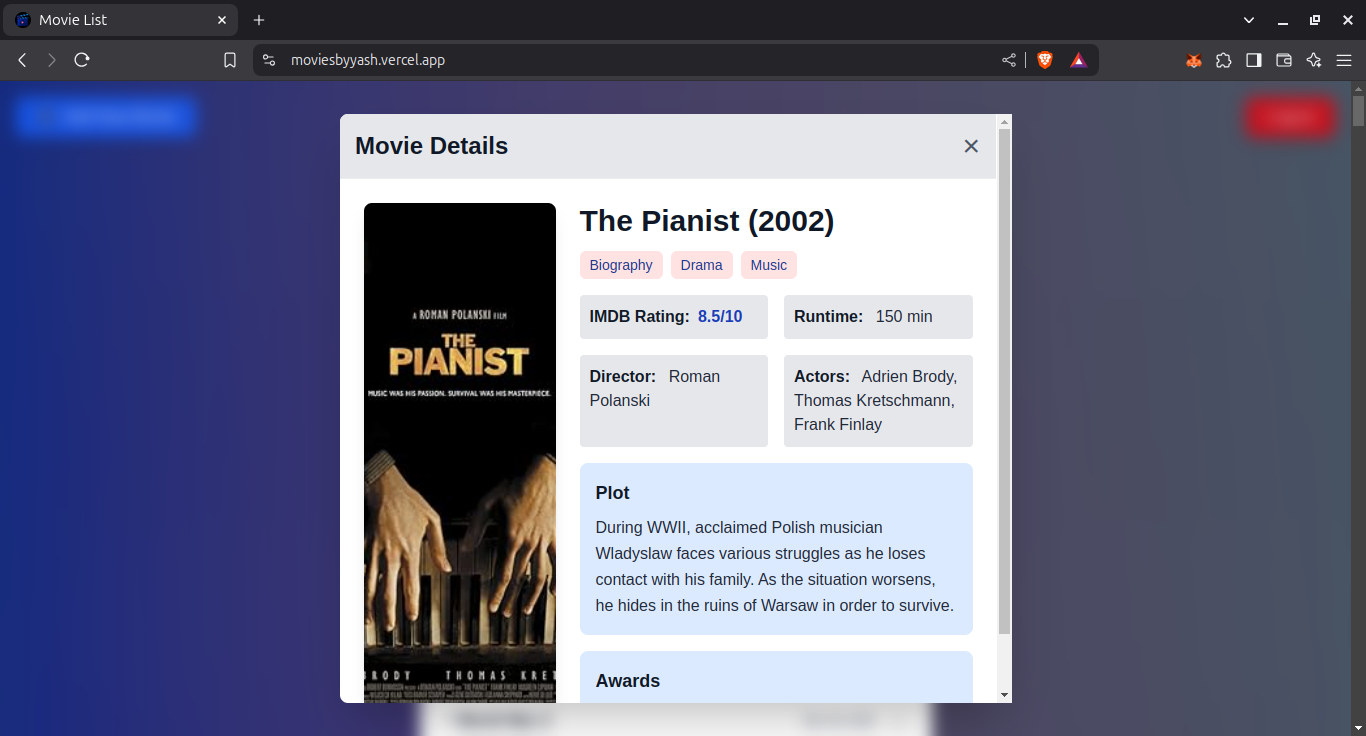 Movie List
moviesbyyash.vercel.app
Movie Details
The Pianist (2002)
Biography
Drama
Music
IMDB Rating: 8.5/10
Runtime: 150 min
Director: Roman
Polanski
Actors: Adrien Brody,
Thomas Kretschmann,
Frank Finlay
Plot
During WWII, acclaimed Polish musician
Wladyslaw faces various struggles as he loses
contact with his family. As the situation worsens,
he hides in the ruins of Warsaw in order to survive.
Awards
A ROMAN POLANSKI FILM
THE
PIANIST
MUSIC WAS HIS PASSION. SURVIVAL WAS HIS MASTERPIECE.
RODY THOMAS KRET